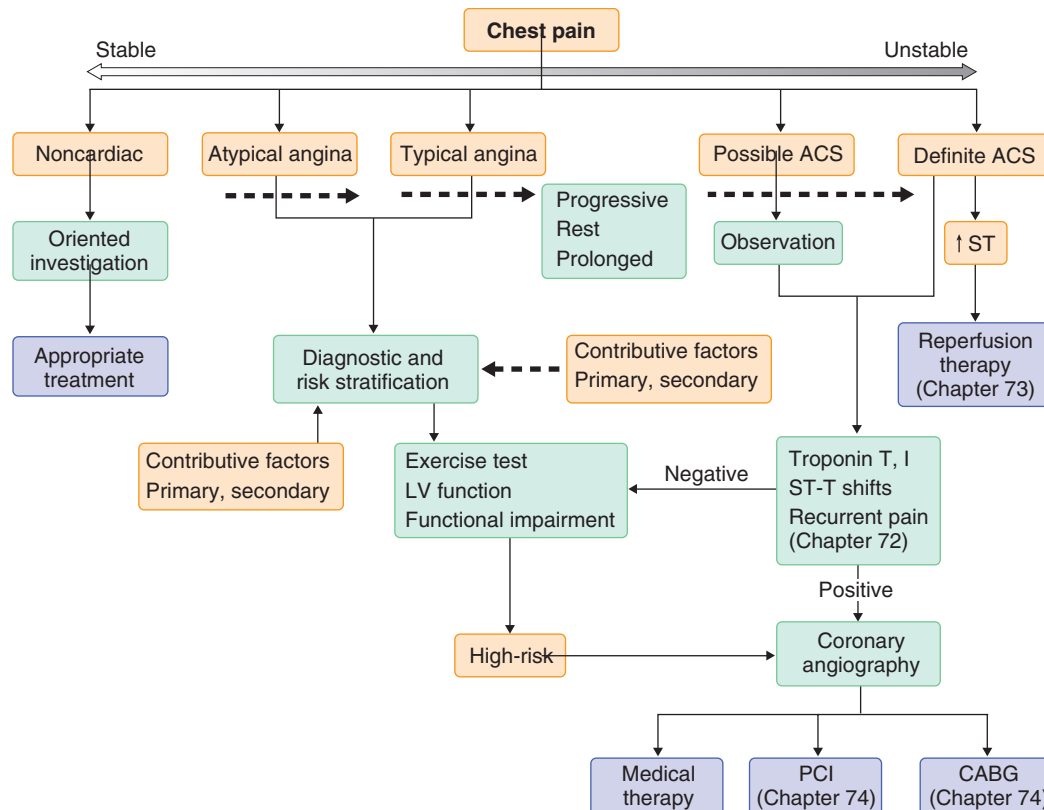 Chest pain
Stable
Unstable
Noncardiac
Atypical angina
Typical angina
Possible ACS
Definite ACS
Progressive
Rest
Prolonged
Oriented
investigation
Observation
↑ ST
Appropriate
treatment
Diagnostic and
risk stratification
Contributive factors
Primary, secondary
Reperfusion
therapy
(Chapter 73)
Contributive factors
Primary, secondary
Exercise test
LV function
Functional impairment
Negative
Troponin T, I
ST-T shifts
Recurrent pain
(Chapter 72)
Positive
High-risk
Coronary
angiography
Medical
therapy
PCI
(Chapter 74)
CABG
(Chapter 74)